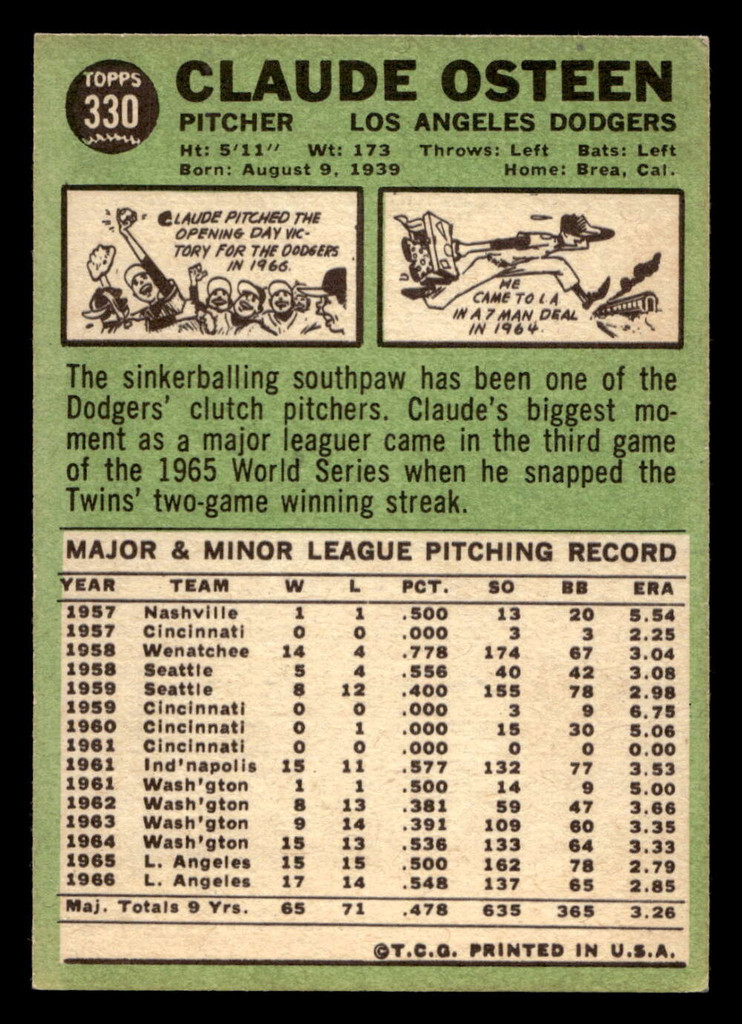 TOPPS
330
CLAUDE OSTEEN
PITCHER LOS ANGELES DODGERS
Ht: 5'11" Wt: 173 Throws: Left Bats: Left
Born: August 9, 1939 Home: Brea, Cal.
CLAUDE PITCHED THE
OPENING DAY VIC-
TORY FOR THE DODGERS
IN 1966.
HE
CAME TO L.A
IN A 7 MAN DEAL
IN 1964.
The sinkerballing southpaw has been one of the
Dodgers' clutch pitchers. Claude's biggest mo-
ment as a major leaguer came in the third game
of the 1965 World Series when he snapped the
Twins' two-game winning streak.
MAJOR & MINOR LEAGUE PITCHING RECORD
YEAR TEAM W L PCT. SO BB ERA
1957 Nashville 1 1 .500 13 20 5.54
1957 Cincinnati 0 0 .000 3 3 2.25
1958 Wenatchee 14 4 .778 174 67 3.04
1958 Seattle 5 4 .556 40 42 3.08
1959 Seattle 8 12 .400 155 78 2.98
1959 Cincinnati 0 0 .000 3 9 6.75
1960 Cincinnati 0 1 .000 15 30 5.06
1961 Cincinnati 0 0 .000 0 0 0.00
1961 Ind'napolis 15 11 .577 132 77 3.53
1961 Wash'gton 1 1 .500 14 9 5.00
1962 Wash'gton 8 13 .381 59 47 3.66
1963 Wash'gton 9 14 .391 109 60 3.35
1964 Wash'gton 15 13 .536 133 64 3.33
1965 L. Angeles 15 15 .500 162 78 2.79
1966 L. Angeles 17 14 .548 137 65 2.85
Maj. Totals 9 Yrs. 65 71 .478 635 365 3.26
©T.C.G. PRINTED IN U.S.A.